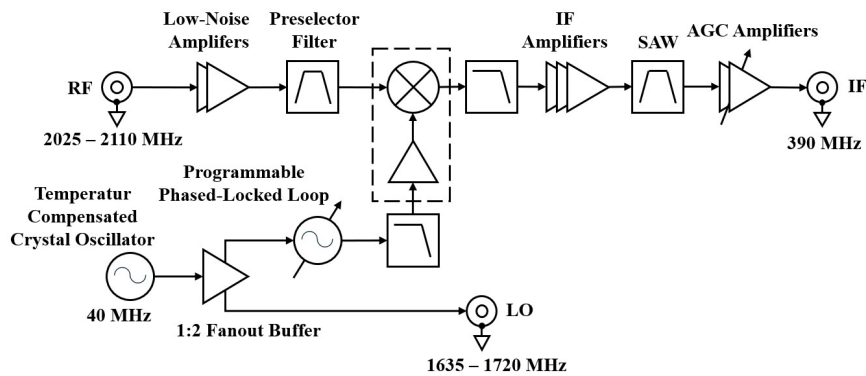 Low-Noise
Amplifers
Preselector
Filter
IF
Amplifiers
SAW
AGC Amplifiers
RF
IF
2025 – 2110 MHz
390 MHz
Programmable
Phased-Locked Loop
Temperatur
Compensated
Crystal Oscillator
40 MHz
1:2 Fanout Buffer
LO
1635 – 1720 MHz